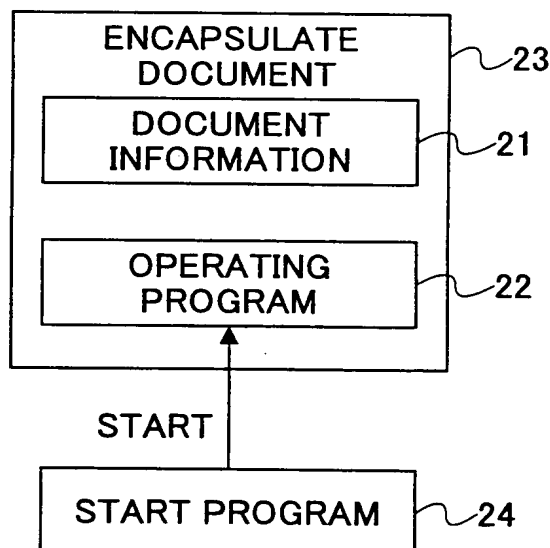 ENCAPSULATE
DOCUMENT
23
DOCUMENT
INFORMATION
21
OPERATING
PROGRAM
22
START
START PROGRAM
24